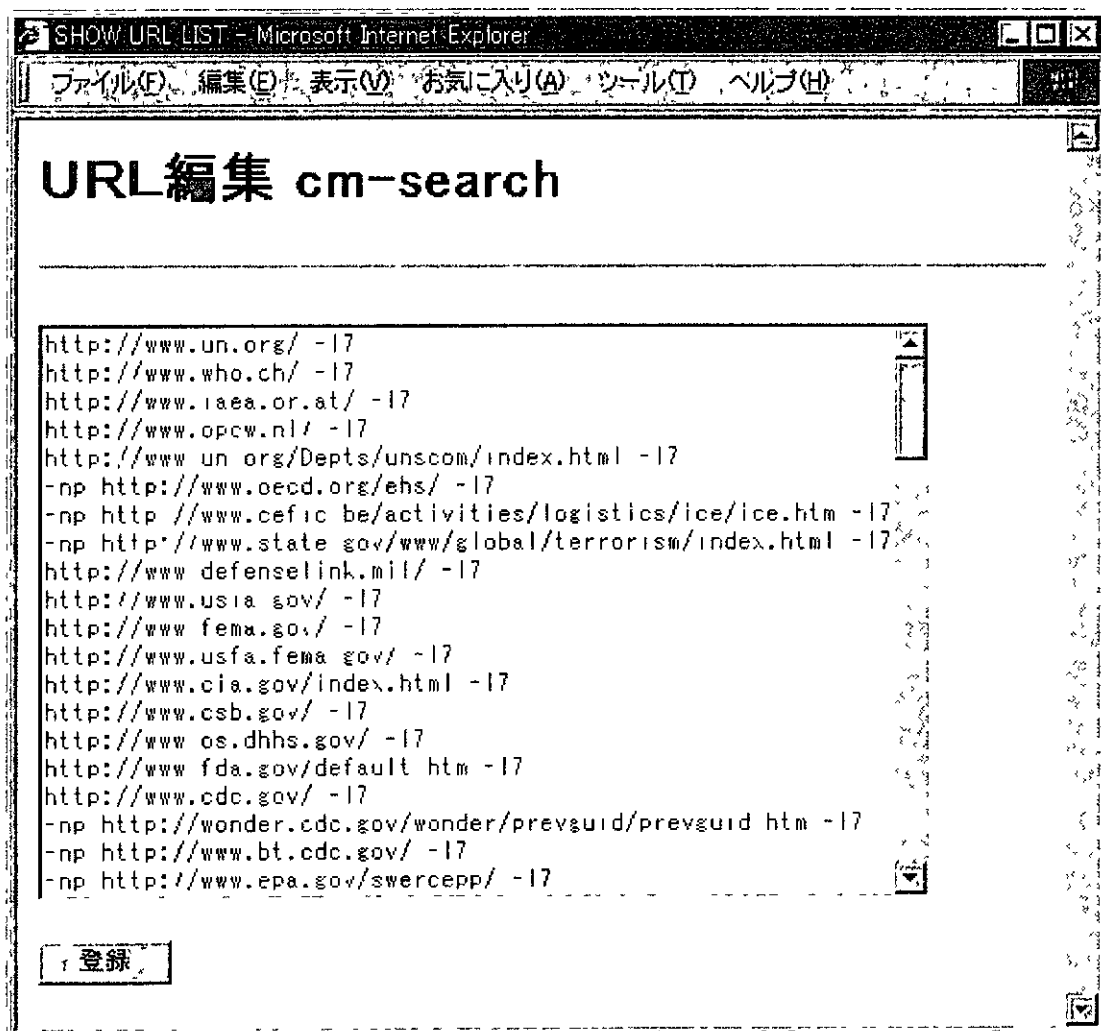 SHOW URL LIST - Microsoft Internet Explorer
ファイル(F) 編集(E) 表示(V) お気に入り(A) ツール(T) ヘルプ(H)
URL編集 cm-search
http://www.un.org/ -l7
http://www.who.ch/ -l7
http://www.iaea.or.at/ -l7
http://www.opcw.nl/ -l7
http://www.un.org/Depts/unscom/index.html -l7
-np http://www.oecd.org/ehs/ -l7
-np http://www.cefic.be/activities/logistics/ice/ice.htm -l7
-np http://www.state.gov/www/global/terrorism/index.html -l7
http://www.defenselink.mil/ -l7
http://www.usia.gov/ -l7
http://www.fema.gov/ -l7
http://www.usfa.fema.gov/ -l7
http://www.cia.gov/index.html -l7
http://www.csb.gov/ -l7
http://www.os.dhhs.gov/ -l7
http://www.fda.gov/default.htm -l7
http://www.cdc.gov/ -l7
-np http://wonder.cdc.gov/wonder/prevguid/prevguid.htm -l7
-np http://www.bt.cdc.gov/ -l7
-np http://www.epa.gov/swercepp/ -l7
登録